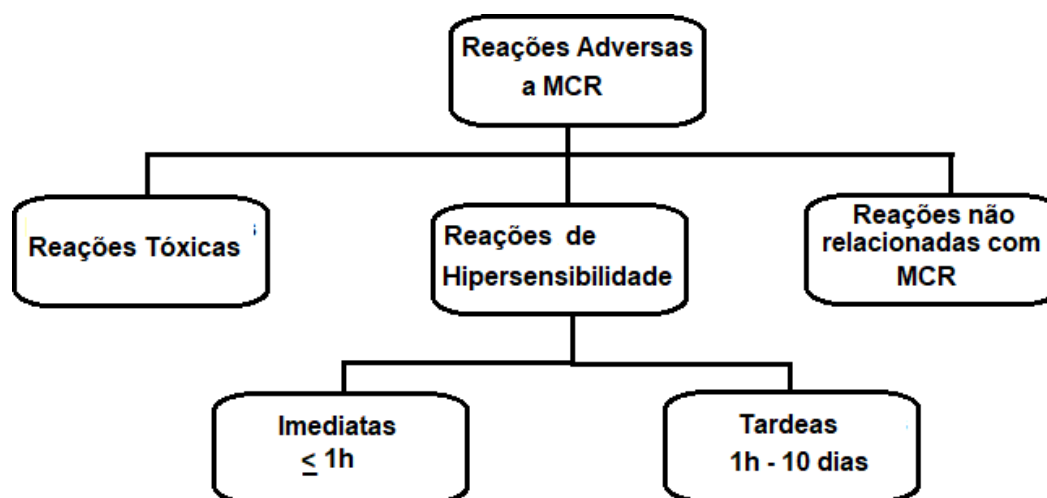 Reações Adversas
a MCR
Reações Tóxicas
Reações de
Hipersensibilidade
Reações não
relacionadas com
MCR
Imediatas
≤ 1h
Tardeas
1h - 10 dias